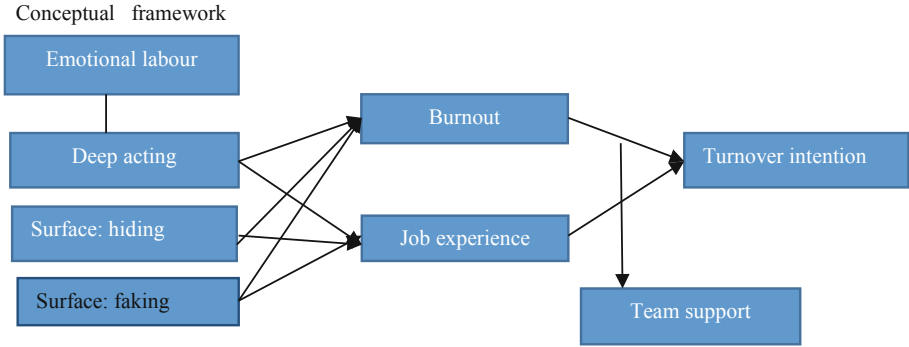 Conceptual framework
Emotional labour
Burnout
Deep acting
Turnover intention
Surface: hiding
Job experience
Surface: faking
Team support